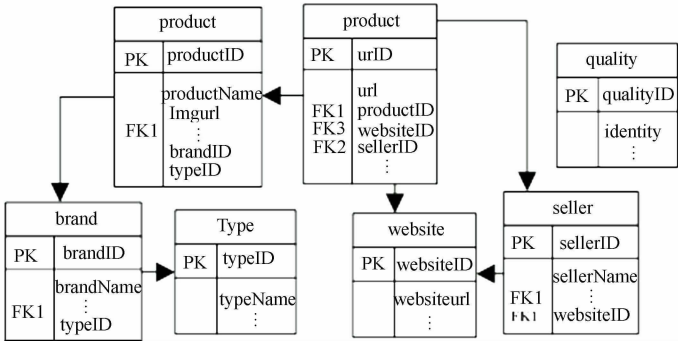 product
PK productID
productName
Imgurl
⋮
FK1
brandID
typeID
product
PK urID
url
FK1 productID
FK3 websiteID
FK2 sellerID
⋮
quality
PK qualityID
identity
⋮
brand
PK brandID
brandName
⋮
FK1 typeID
Type
PK typeID
typeName
⋮
website
PK websiteID
websiteurl
⋮
seller
PK sellerID
sellerName
FK1 ⋮
FK1 websiteID